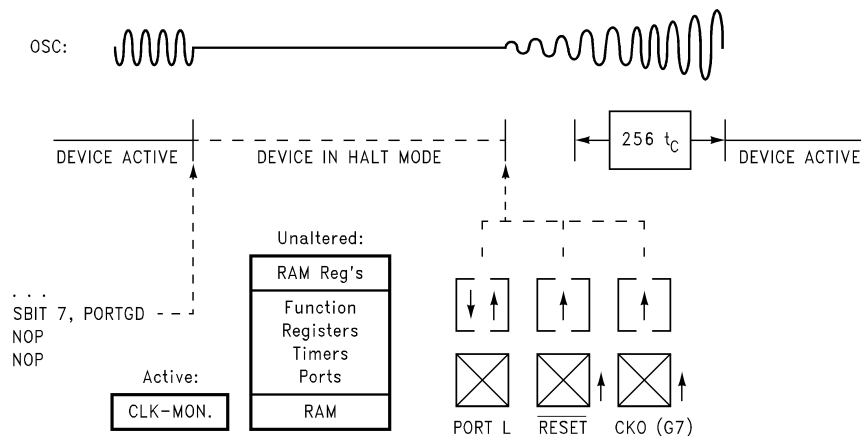 OSC:
256 tC
DEVICE ACTIVE
DEVICE IN HALT MODE
DEVICE ACTIVE
Unaltered:
RAM Reg's
Function
Registers
Timers
Ports
RAM
. . .
SBIT 7, PORTGD
NOP
NOP
Active:
CLK-MON.
PORT L
RESET
CKO (G7)